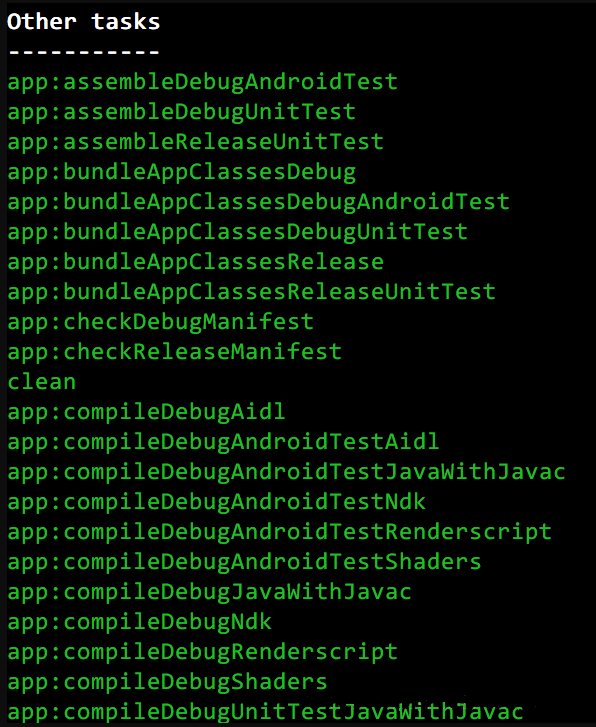 Other tasks
-----------
app:assembleDebugAndroidTest
app:assembleDebugUnitTest
app:assembleReleaseUnitTest
app:bundleAppClassesDebug
app:bundleAppClassesDebugAndroidTest
app:bundleAppClassesDebugUnitTest
app:bundleAppClassesRelease
app:bundleAppClassesReleaseUnitTest
app:checkDebugManifest
app:checkReleaseManifest
clean
app:compileDebugAidl
app:compileDebugAndroidTestAidl
app:compileDebugAndroidTestJavaWithJavac
app:compileDebugAndroidTestNdk
app:compileDebugAndroidTestRenderscript
app:compileDebugAndroidTestShaders
app:compileDebugJavaWithJavac
app:compileDebugNdk
app:compileDebugRenderscript
app:compileDebugShaders
app:compileDebugUnitTestJavaWithJavac